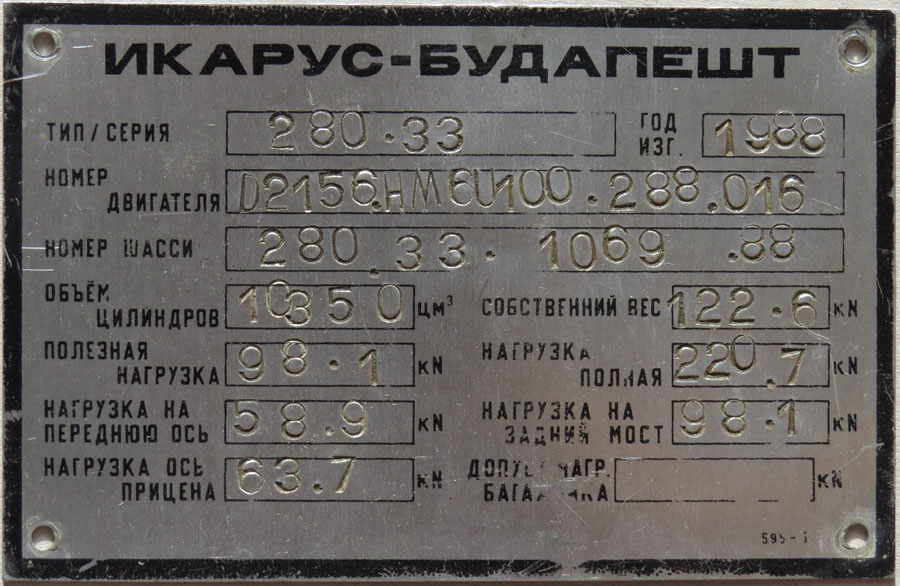 ИКАРУС-БУДАПЕШТ
ТИП/СЕРИЯ 280.33 ГОД ИЗГ. 1988
НОМЕР ДВИГАТЕЛЯ D2156.HM6U100.288.016
НОМЕР ШАССИ 280.33.1069.88
ОБЪЁМ ЦИЛИНДРОВ 10350 цм³ СОБСТВЕННИЙ ВЕС 122.6 kN
ПОЛЕЗНАЯ НАГРУЗКА 98.1 kN НАГРУЗКА ПОЛНАЯ 220.7 kN
НАГРУЗКА НА ПЕРЕДНЮЮ ОСЬ 58.9 kN НАГРУЗКА НА ЗАДНИЙ МОСТ 98.1 kN
НАГРУЗКА ОСЬ ПРИЦЕНА 63.7 kN kN